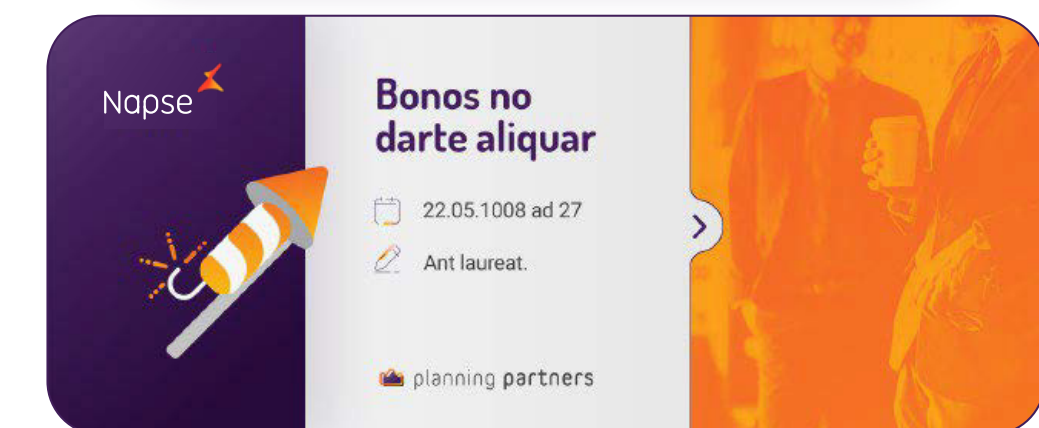 Napse
Bonos no
darte aliquar
22.05.1008 ad 27
Ant laureat.
planning partners